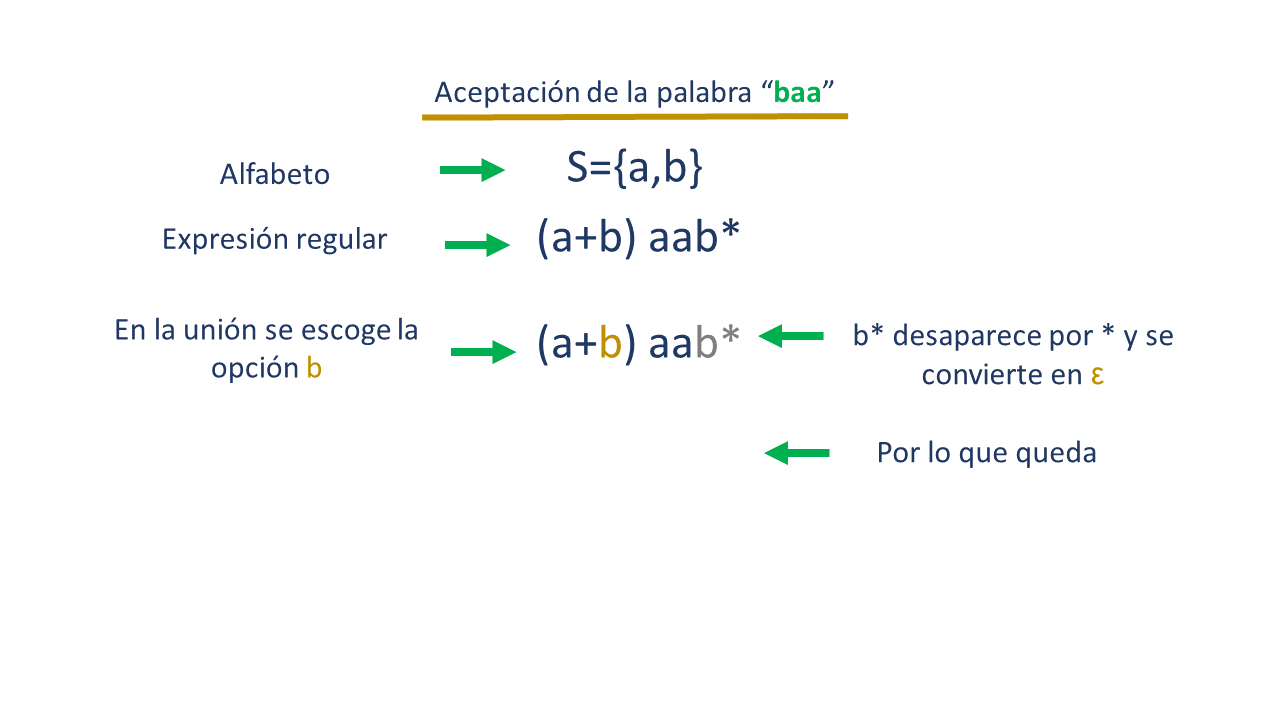 Aceptación de la palabra “baa”
Alfabeto
S={a,b}
Expresión regular
(a+b) aab*
En la unión se escoge la
opción b
(a+b) aab*
b* desaparece por * y se
convierte en ε
Por lo que queda